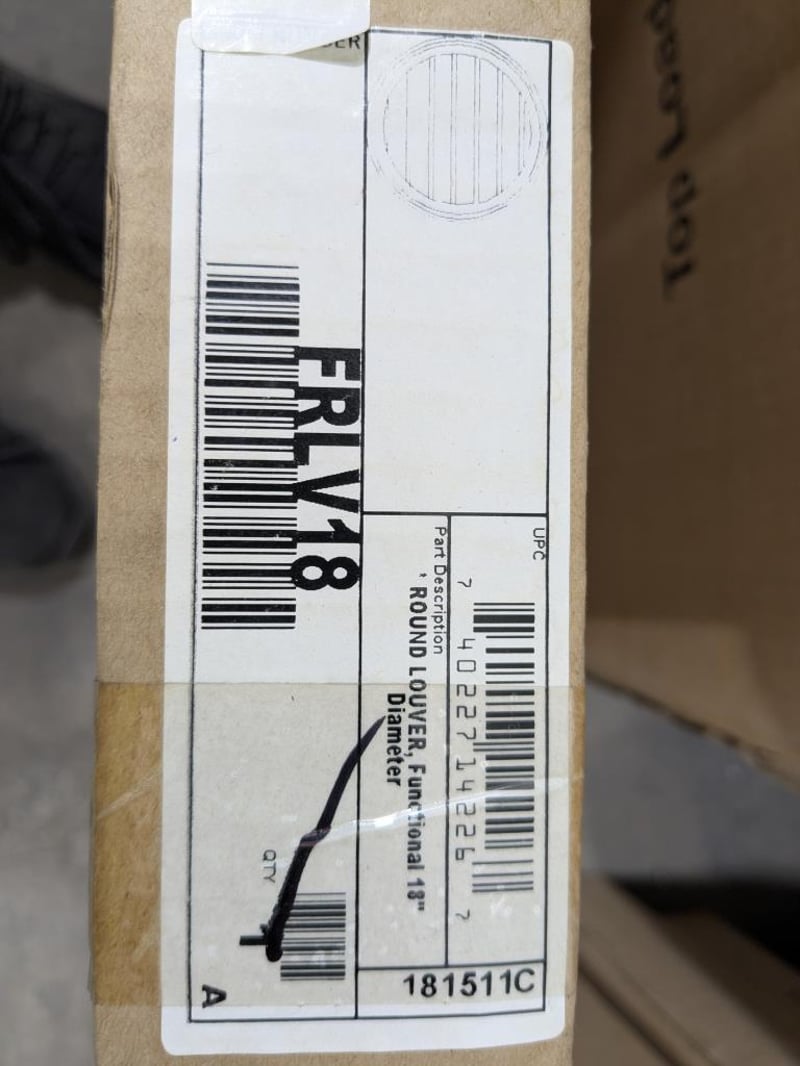 FRLV18
UPC
7 40227 14226 7
Part Description
* ROUND LOUVER, Functional 18"
Diameter
QTY
1
181511C
A
Top Load